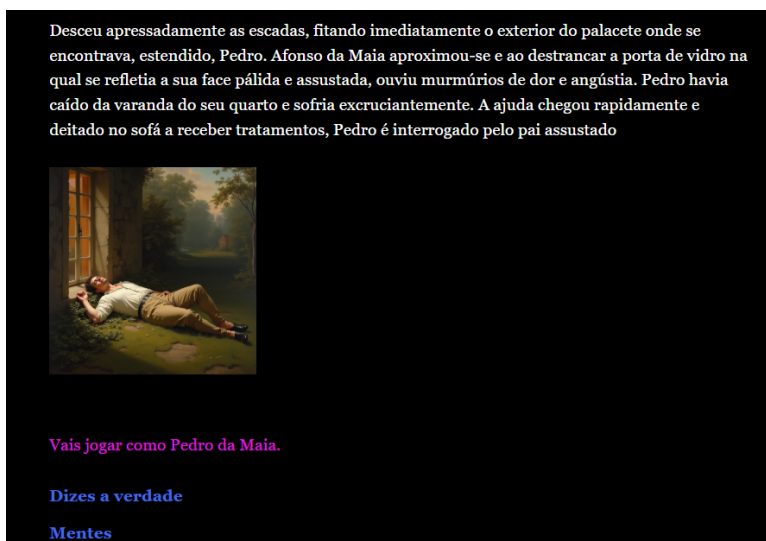 Desceu apressadamente as escadas, fitando imediatamente o exterior do palacete onde se
encontrava, estendido, Pedro. Afonso da Maia aproximou-se e ao destrancar a porta de vidro na
qual se refletia a sua face pálida e assustada, ouviu murmúrios de dor e angústia. Pedro havia
caído da varanda do seu quarto e sofria excruciantemente. A ajuda chegou rapidamente e
deitado no sofá a receber tratamentos, Pedro é interrogado pelo pai assustado
Vais jogar como Pedro da Maia.
Dizes a verdade
Mentes